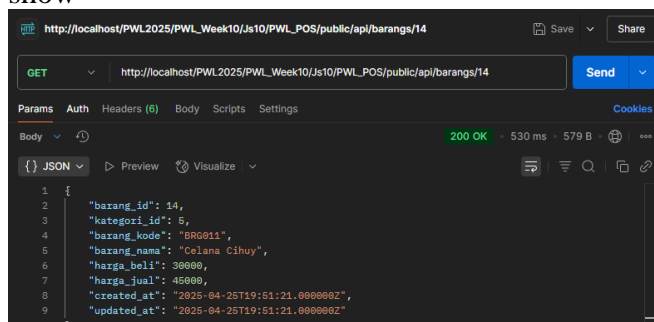 show
HTTP http://localhost/PWL2025/PWL_Week10/Js10/PWL_POS/public/api/barangs/14 Save Share
GET http://localhost/PWL2025/PWL_Week10/Js10/PWL_POS/public/api/barangs/14 Send
Params Auth Headers (6) Body Scripts Settings Cookies
Body 200 OK • 530 ms • 579 B
{} JSON Preview Visualize
1 {
2 "barang_id": 14,
3 "kategori_id": 5,
4 "barang_kode": "BRG011",
5 "barang_nama": "Celana Cihuy",
6 "harga_beli": 30000,
7 "harga_jual": 45000,
8 "created_at": "2025-04-25T19:51:21.000000Z",
9 "updated_at": "2025-04-25T19:51:21.000000Z"